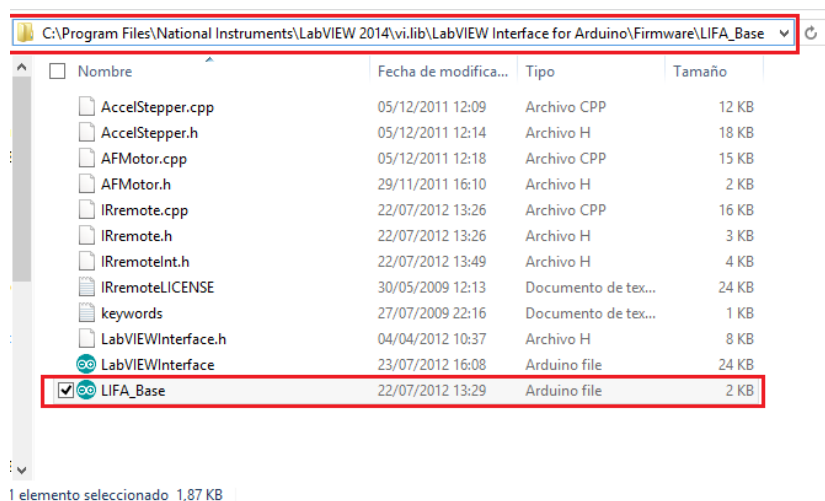 C:\Program Files\National Instruments\LabVIEW 2014\vi.lib\LabVIEW Interface for Arduino\Firmware\LIFA_Base
Nombre Fecha de modifica... Tipo Tamaño
AccelStepper.cpp 05/12/2011 12:09 Archivo CPP 12 KB
AccelStepper.h 05/12/2011 12:14 Archivo H 18 KB
AFMotor.cpp 05/12/2011 12:18 Archivo CPP 15 KB
AFMotor.h 29/11/2011 16:10 Archivo H 2 KB
IRremote.cpp 22/07/2012 13:26 Archivo CPP 16 KB
IRremote.h 22/07/2012 13:26 Archivo H 3 KB
IRremoteInt.h 22/07/2012 13:49 Archivo H 4 KB
IRremoteLICENSE 30/05/2009 12:13 Documento de tex... 24 KB
keywords 27/07/2009 22:16 Documento de tex... 1 KB
LabVIEWInterface.h 04/04/2012 10:37 Archivo H 8 KB
LabVIEWInterface 23/07/2012 16:08 Arduino file 24 KB
LIFA_Base 22/07/2012 13:29 Arduino file 2 KB
1 elemento seleccionado 1,87 KB